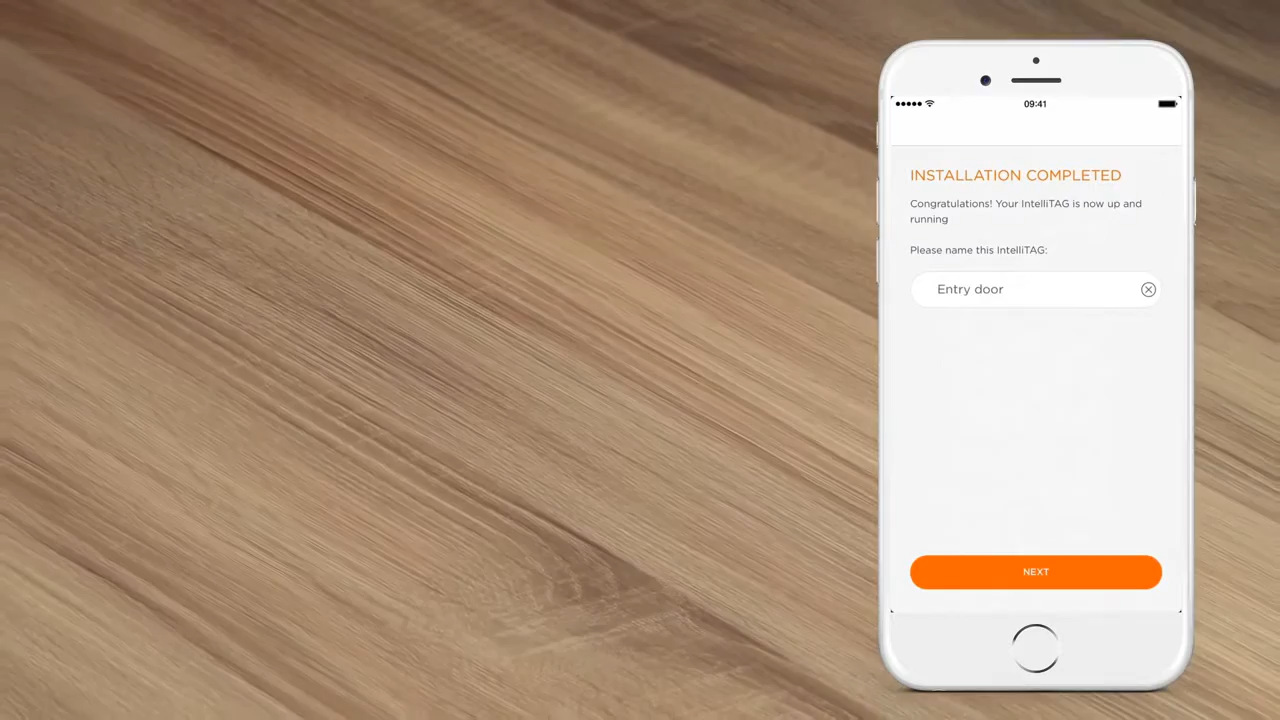 09:41
INSTALLATION COMPLETED
Congratulations! Your IntelliTAG is now up and
running
Please name this IntelliTAG:
Entry door
NEXT